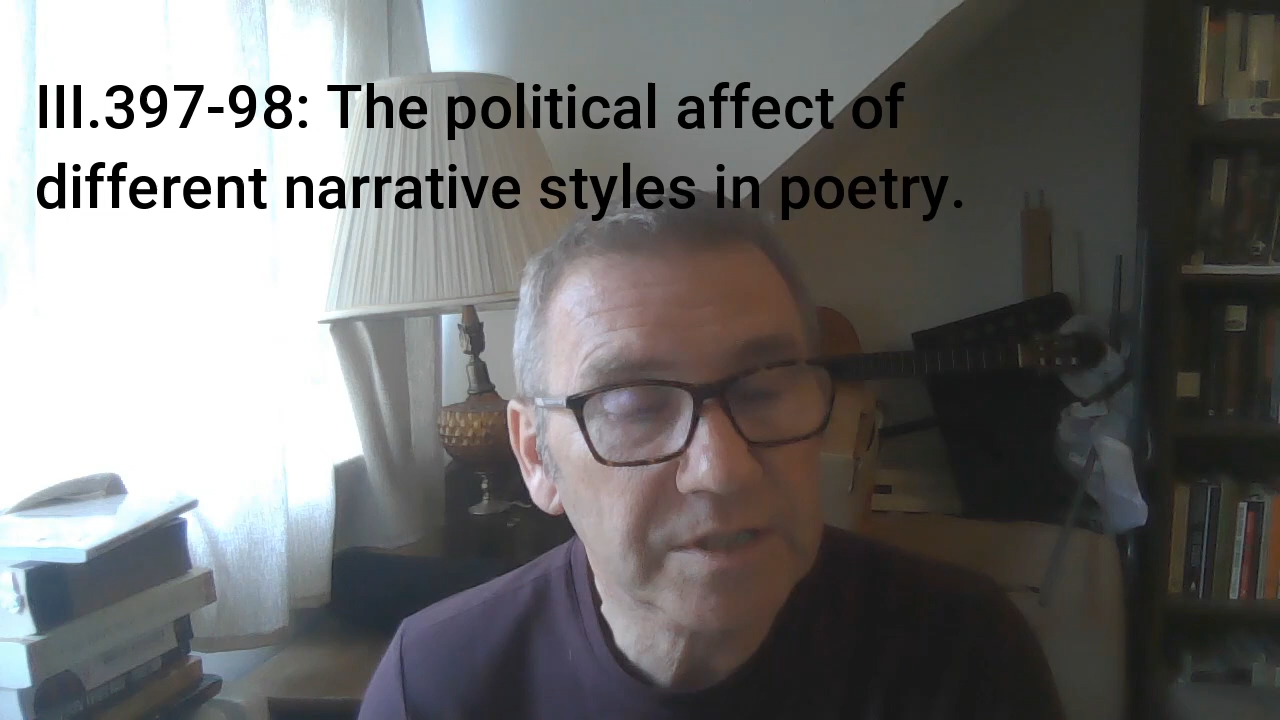 III.397-98: The political affect of
different narrative styles in poetry.